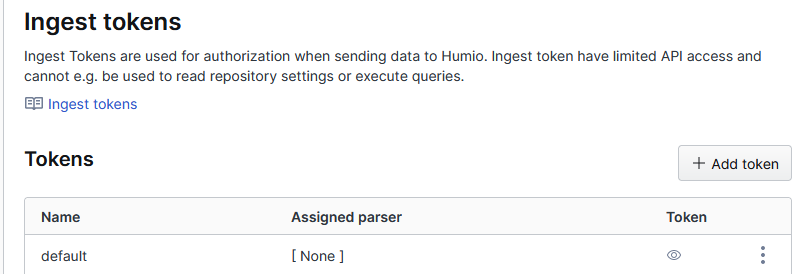 Ingest tokens
Ingest Tokens are used for authorization when sending data to Humio. Ingest token have limited API access and
cannot e.g. be used to read repository settings or execute queries.
Ingest tokens
Tokens
+ Add token
Name Assigned parser Token
default [ None ]